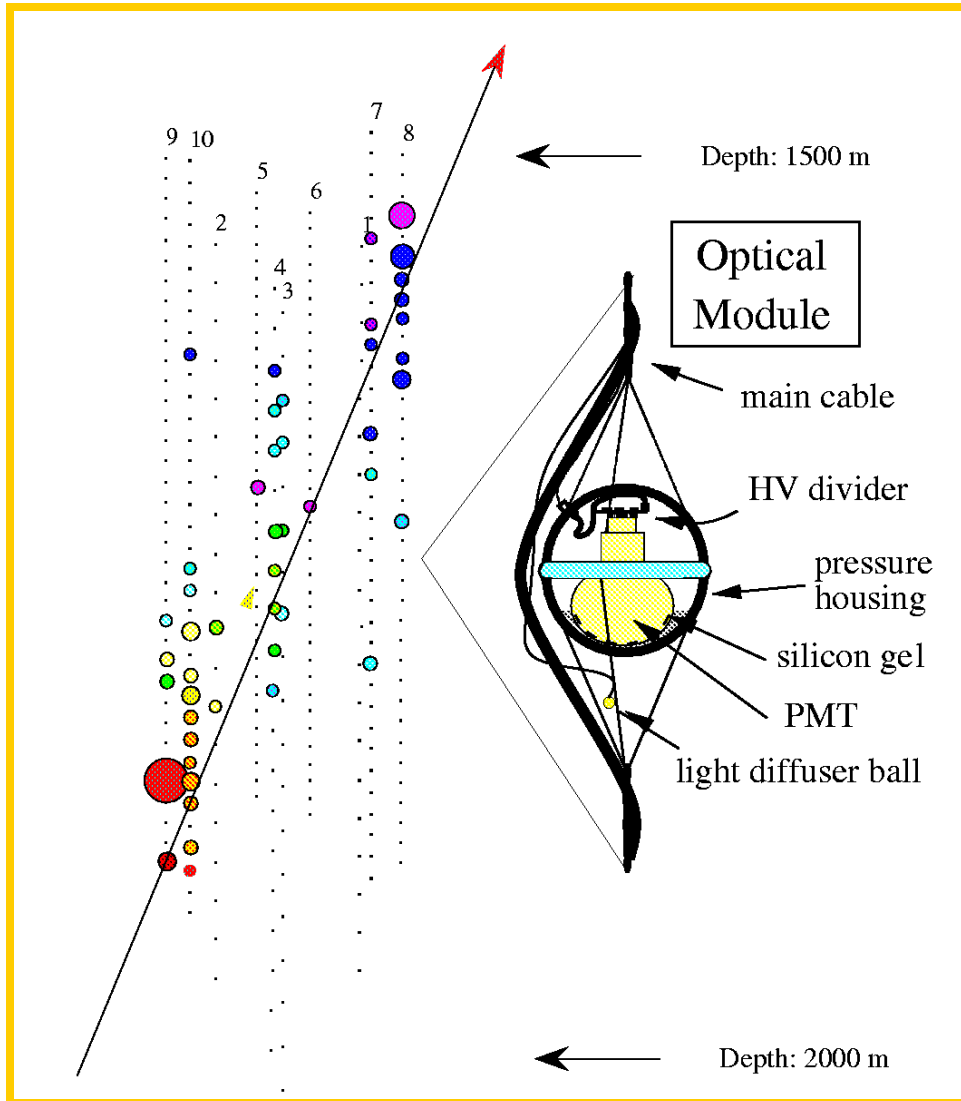 7
8
9
10
Depth: 1500 m
5
6
2
1
4
3
Optical
Module
main cable
HV divider
pressure
housing
silicon gel
PMT
light diffuser ball
Depth: 2000 m